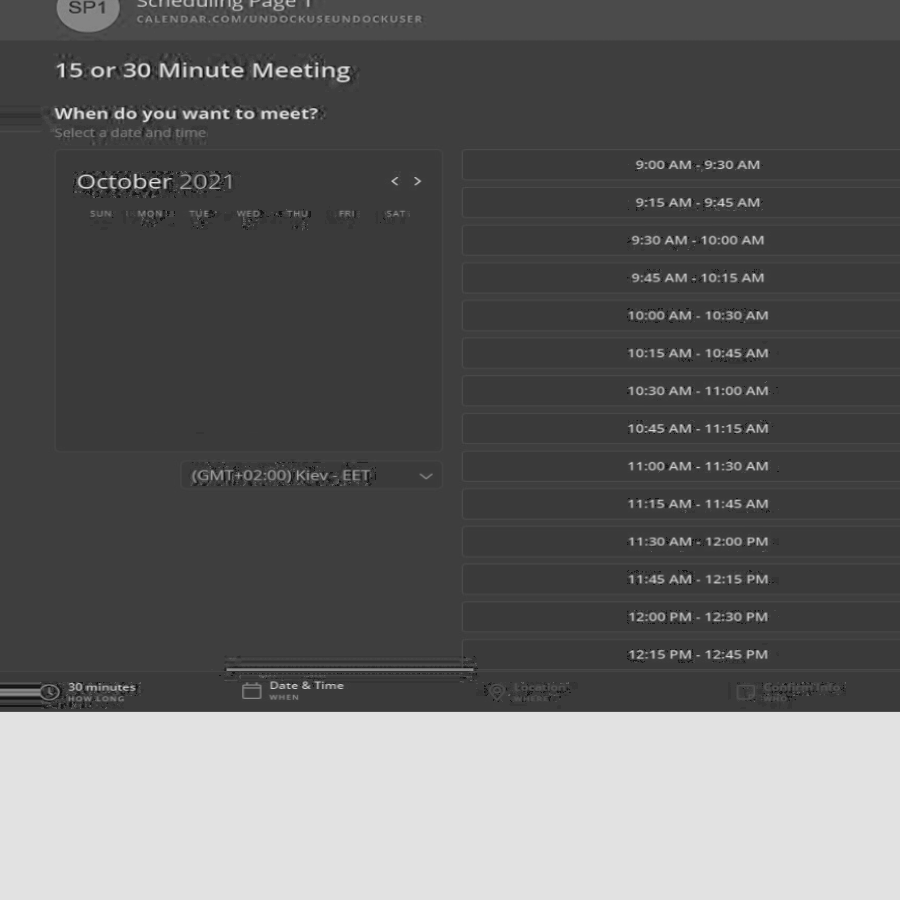 SP1
Scheduling Page 1
CALENDAR.COM/UNDOCKUSEUNDOCKUSER
15 or 30 Minute Meeting
When do you want to meet?
Select a date and time
October 2021
< >
SUN MON TUE WED THU FRI SAT
(GMT+02:00) Kiev - EET
9:00 AM - 9:30 AM
9:15 AM - 9:45 AM
9:30 AM - 10:00 AM
9:45 AM - 10:15 AM
10:00 AM - 10:30 AM
10:15 AM - 10:45 AM
10:30 AM - 11:00 AM
10:45 AM - 11:15 AM
11:00 AM - 11:30 AM
11:15 AM - 11:45 AM
11:30 AM - 12:00 PM
11:45 AM - 12:15 PM
12:00 PM - 12:30 PM
12:15 PM - 12:45 PM
30 minutes
HOW LONG
Date & Time
WHEN
Location
WHERE
Confirm Info
WHO